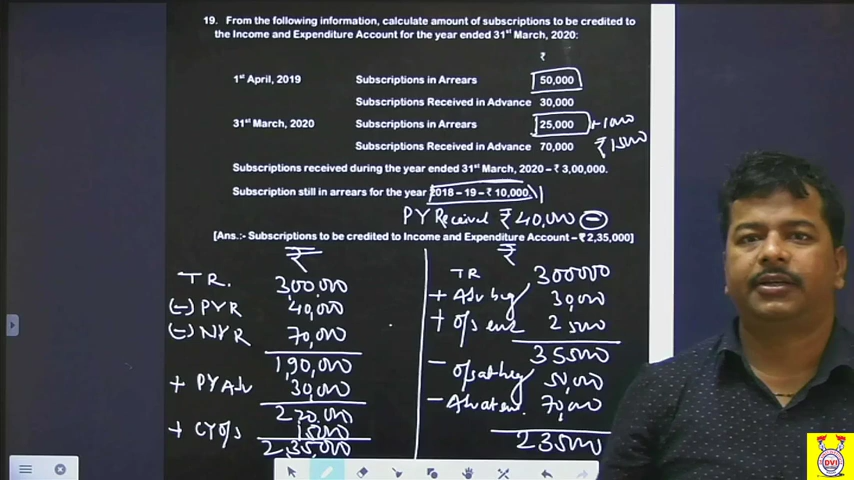 19. From the following information, calculate amount of subscriptions to be credited to
the Income and Expenditure Account for the year ended 31st March, 2020:
₹
1st April, 2019 Subscriptions in Arrears 50,000
Subscriptions Received in Advance 30,000
31st March, 2020 Subscriptions in Arrears 25,000
Subscriptions Received in Advance 70,000 ₹15000
Subscriptions received during the year ended 31st March, 2020 – ₹ 3,00,000.
Subscription still in arrears for the year 2018 – 19 – ₹ 10,000
PY Received ₹40,000 (−)
[Ans.:- Subscriptions to be credited to Income and Expenditure Account – ₹ 2,35,000]
₹ ₹
TR. 300,000
(−) PYR 40,000
(−) NYR 70,000
1,90,000
+ PY Adv 30,000
220,000
+ CY o/s 15000
2,35,000
TR 300000
+ Adv beg 30,000
+ o/s end 25000
355000
− o/s at beg 50,000
− Adv at en. 70,000
235000
DVI